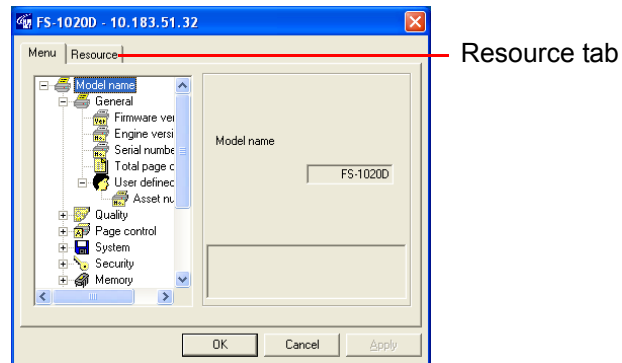 FS-1020D - 10.183.51.32
Menu
Resource
Resource tab
Model name
General
Firmware ver
Engine versi
Serial numbe
Total page c
User defined
Asset nu
Quality
Page control
System
Security
Memory
Model name
FS-1020D
OK
Cancel
Apply